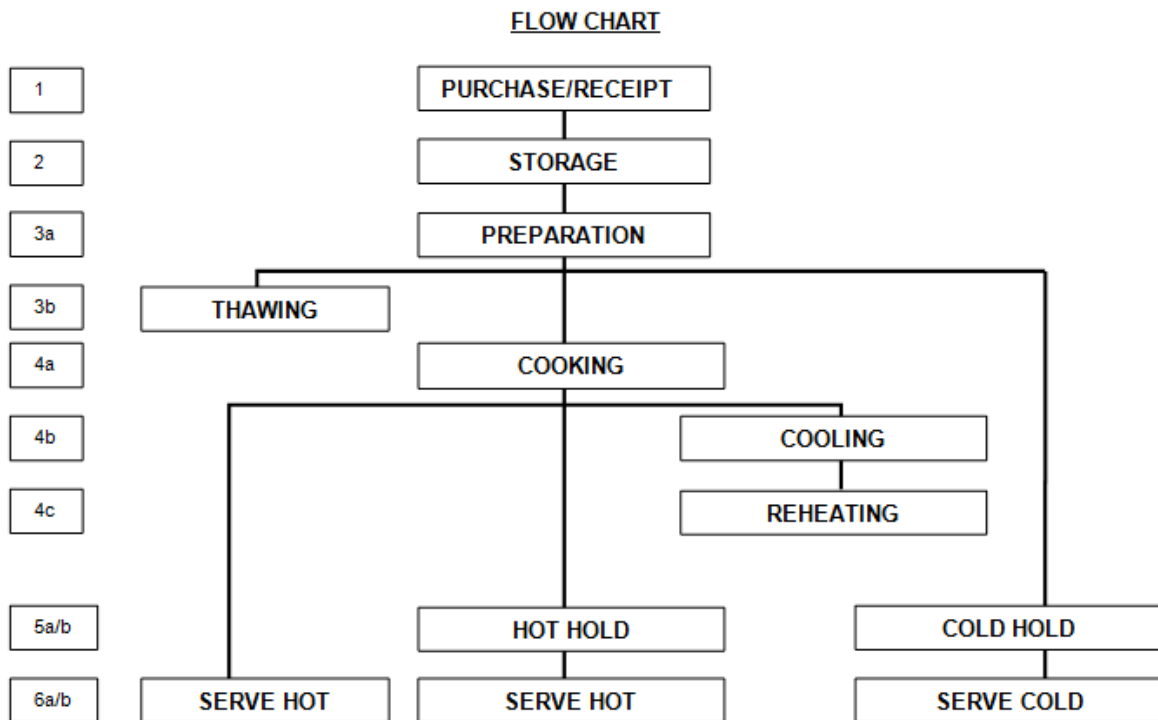 FLOW CHART
1 PURCHASE/RECEIPT
2 STORAGE
3a PREPARATION
3b THAWING
4a COOKING
4b COOLING
4c REHEATING
5a/b HOT HOLD COLD HOLD
6a/b SERVE HOT SERVE HOT SERVE COLD